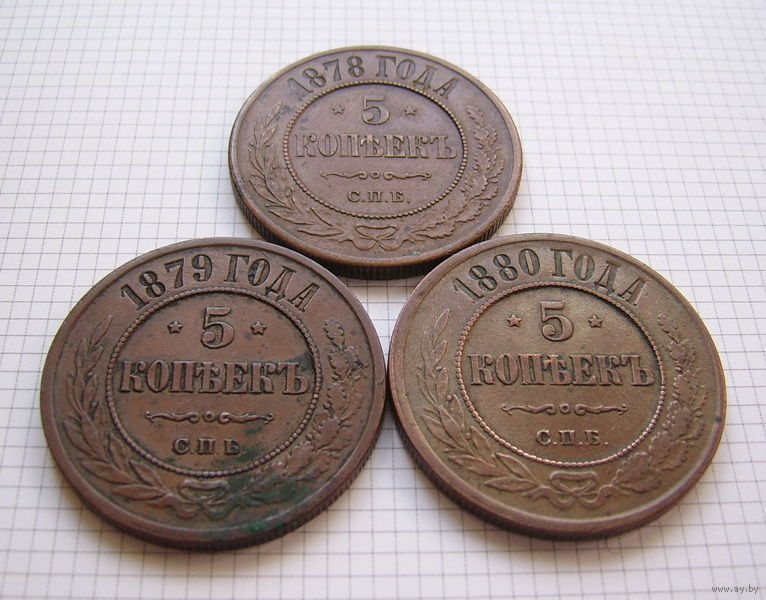 1878 ГОДА
5
КОПѢЕКЪ
С.П.Б.
1879 ГОДА
5
КОПѢЕКЪ
С.П.Б.
1880 ГОДА
5
КОПѢЕКЪ
С.П.Б.
www.ay.by